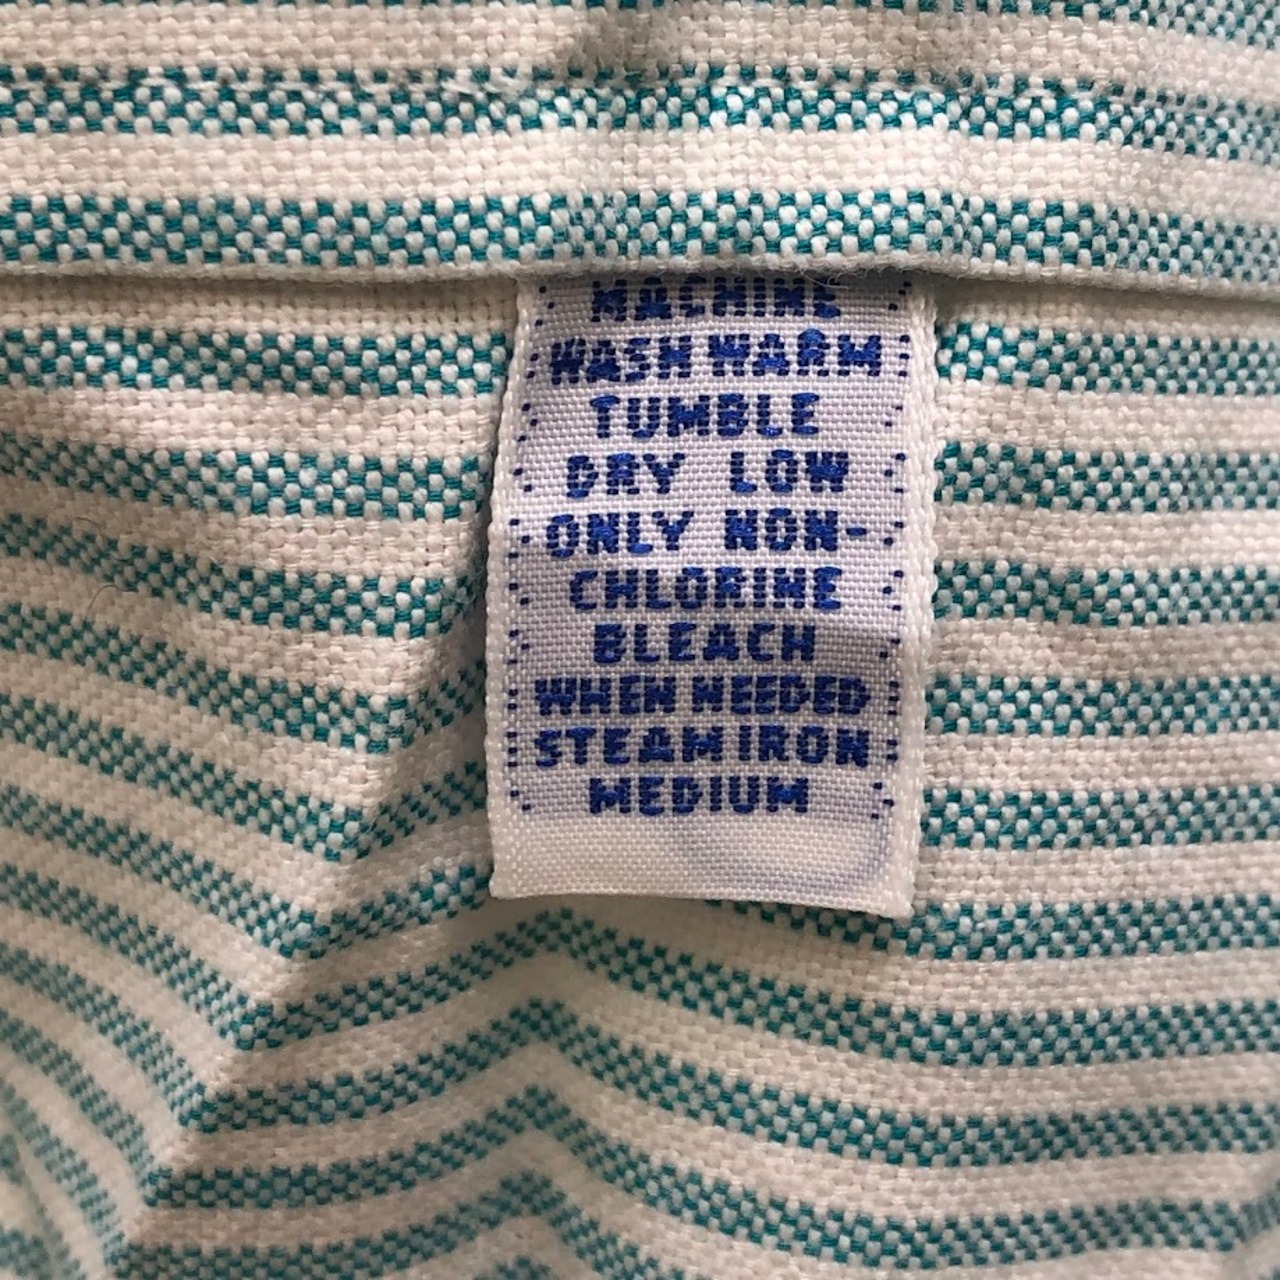 MACHINE
WASH WARM
TUMBLE
DRY LOW
ONLY NON-
CHLORINE
BLEACH
WHEN NEEDED
STEAM IRON
MEDIUM